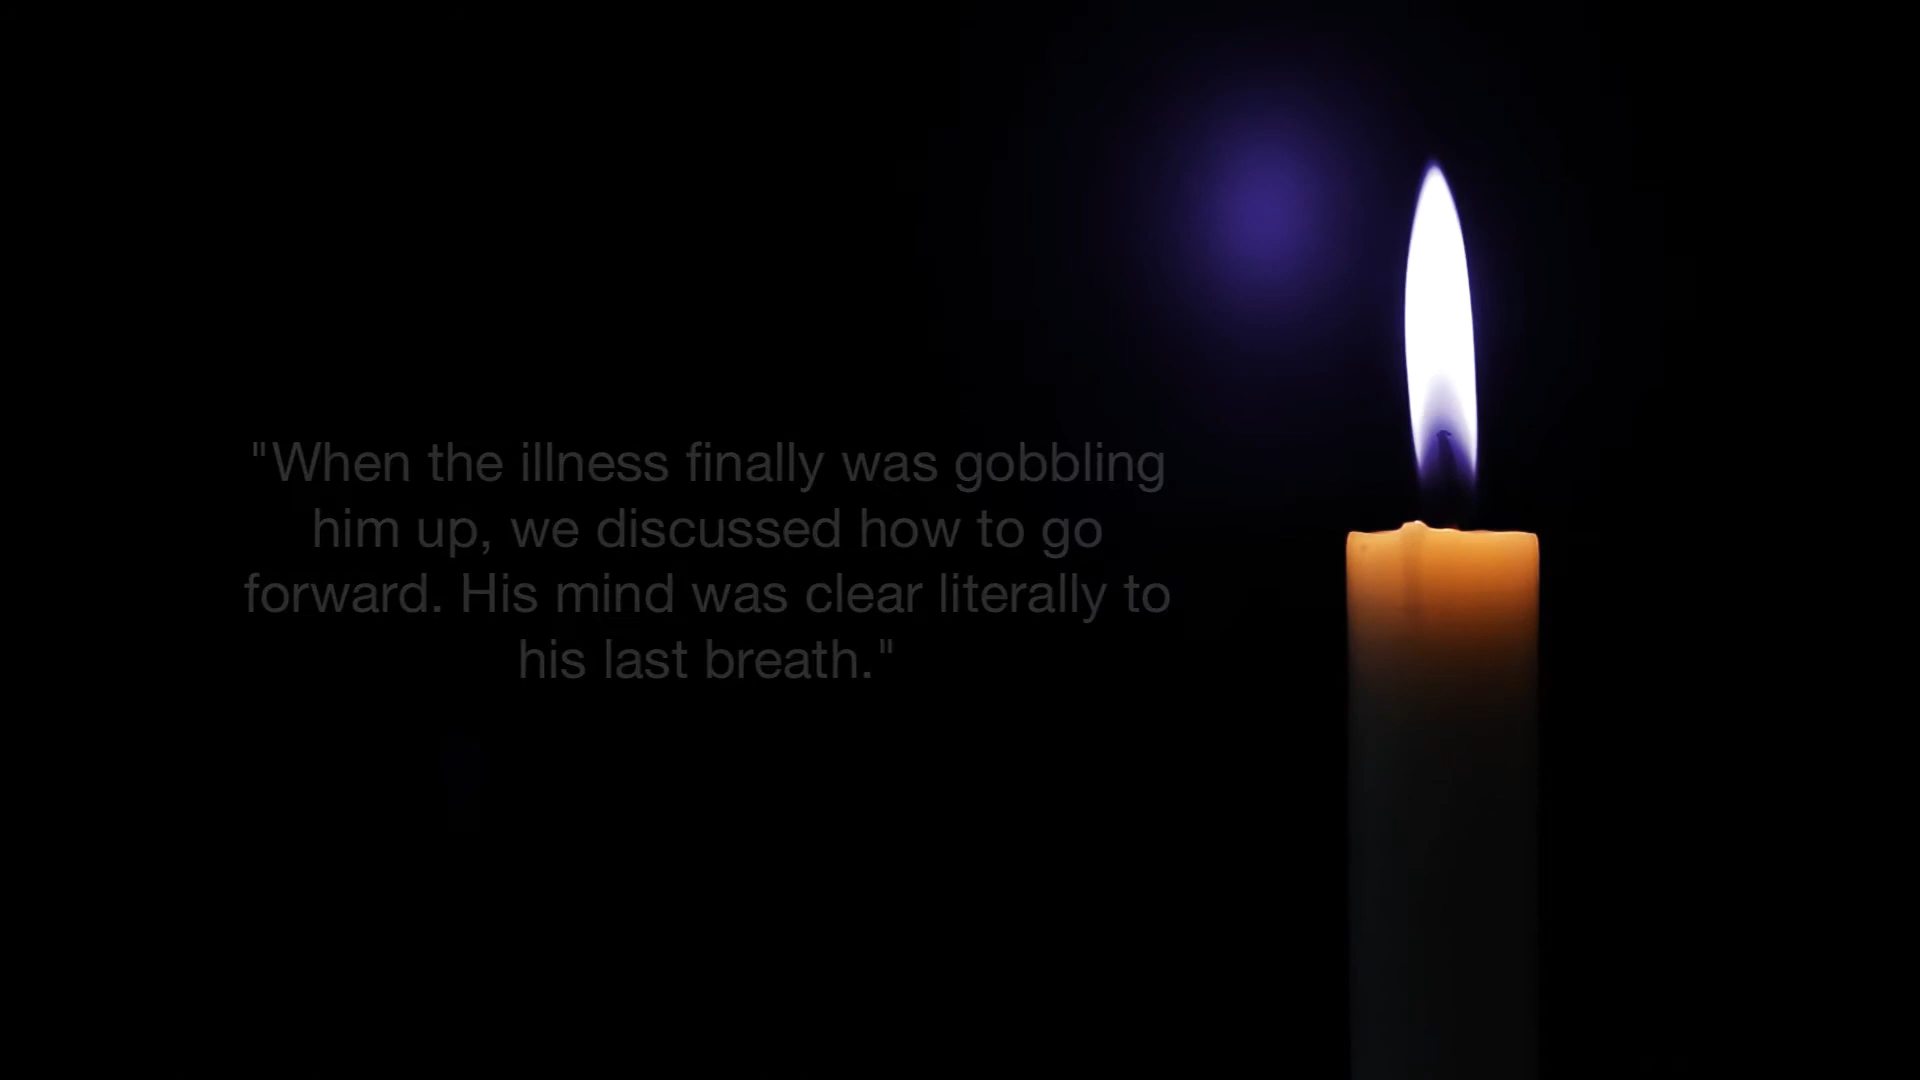 "When the illness finally was gobbling
him up, we discussed how to go
forward. His mind was clear literally to
his last breath."